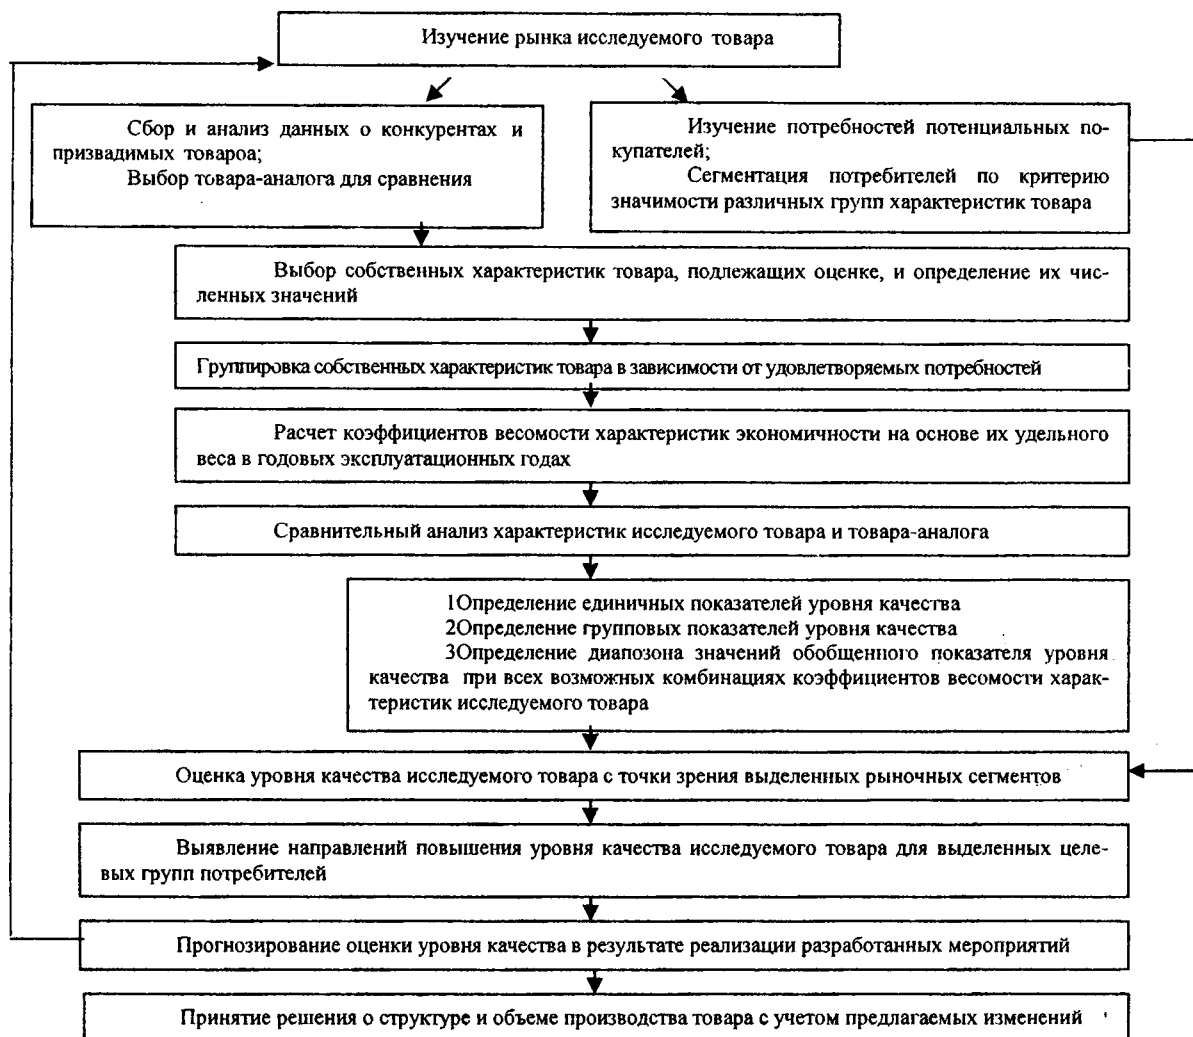 Изучение рынка исследуемого товара
Сбор и анализ данных о конкурентах и
призвадимых товароа;
Выбор товара-аналога для сравнения
Изучение потребностей потенциальных по-
купателей;
Сегментация потребителей по критерию
значимости различных групп характеристик товара
Выбор собственных характеристик товара, подлежащих оценке, и определение их чис-
ленных значений
Группировка собственных характеристик товара в зависимости от удовлетворяемых потребностей
Расчет коэффициентов весомости характеристик экономичности на основе их удельного
веса в годовых эксплуатационных годах
Сравнительный анализ характеристик исследуемого товара и товара-аналога
1Определение единичных показателей уровня качества
2Определение групповых показателей уровня качества
3Определение диапозона значений обобщенного показателя уровня
качества при всех возможных комбинациях коэффициентов весомости харак-
теристик исследуемого товара
Оценка уровня качества исследуемого товара с точки зрения выделенных рыночных сегментов
Выявление направлений повышения уровня качества исследуемого товара для выделенных целе-
вых групп потребителей
Прогнозирование оценки уровня качества в результате реализации разработанных мероприятий
Принятие решения о структуре и объеме производства товара с учетом предлагаемых изменений